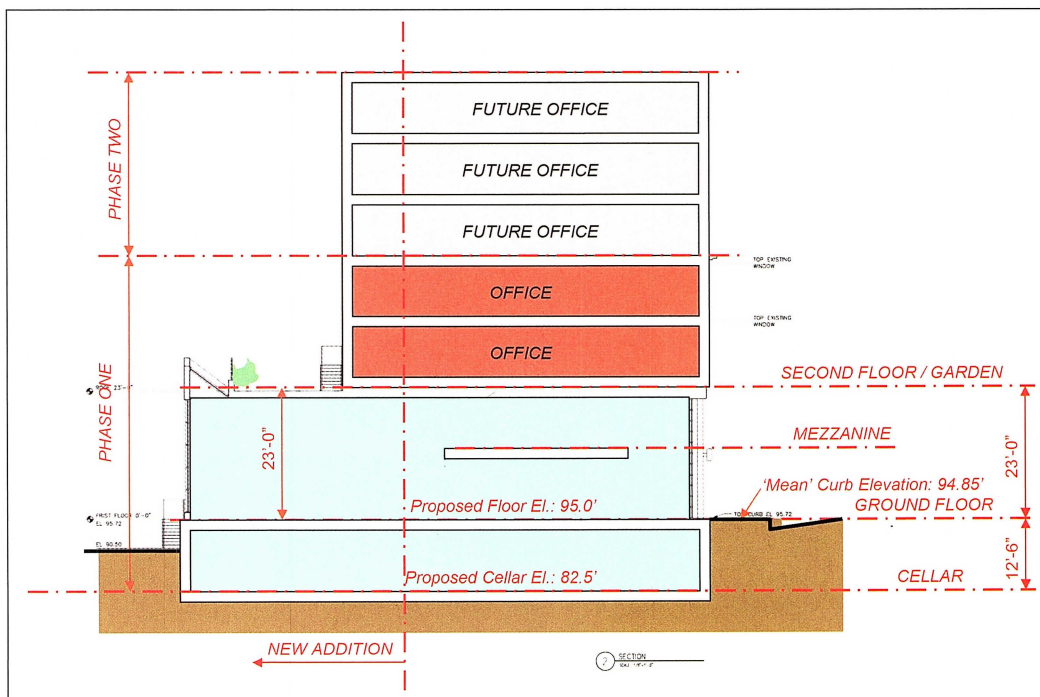 FUTURE OFFICE
PHASE TWO
FUTURE OFFICE
FUTURE OFFICE
TOP EXISTING
WINDOW
OFFICE
TOP EXISTING
WINDOW
OFFICE
SECOND FLOOR / GARDEN
23'-0"
PHASE ONE
23'-0"
MEZZANINE
'Mean' Curb Elevation: 94.85'
Proposed Floor El.: 95.0'
GROUND FLOOR
FRIST FLOOR 0'-0"
EL 95.72
CURB EL 95.72
EL 90.50
12'-6"
Proposed Cellar El.: 82.5'
CELLAR
NEW ADDITION
2
SECTION